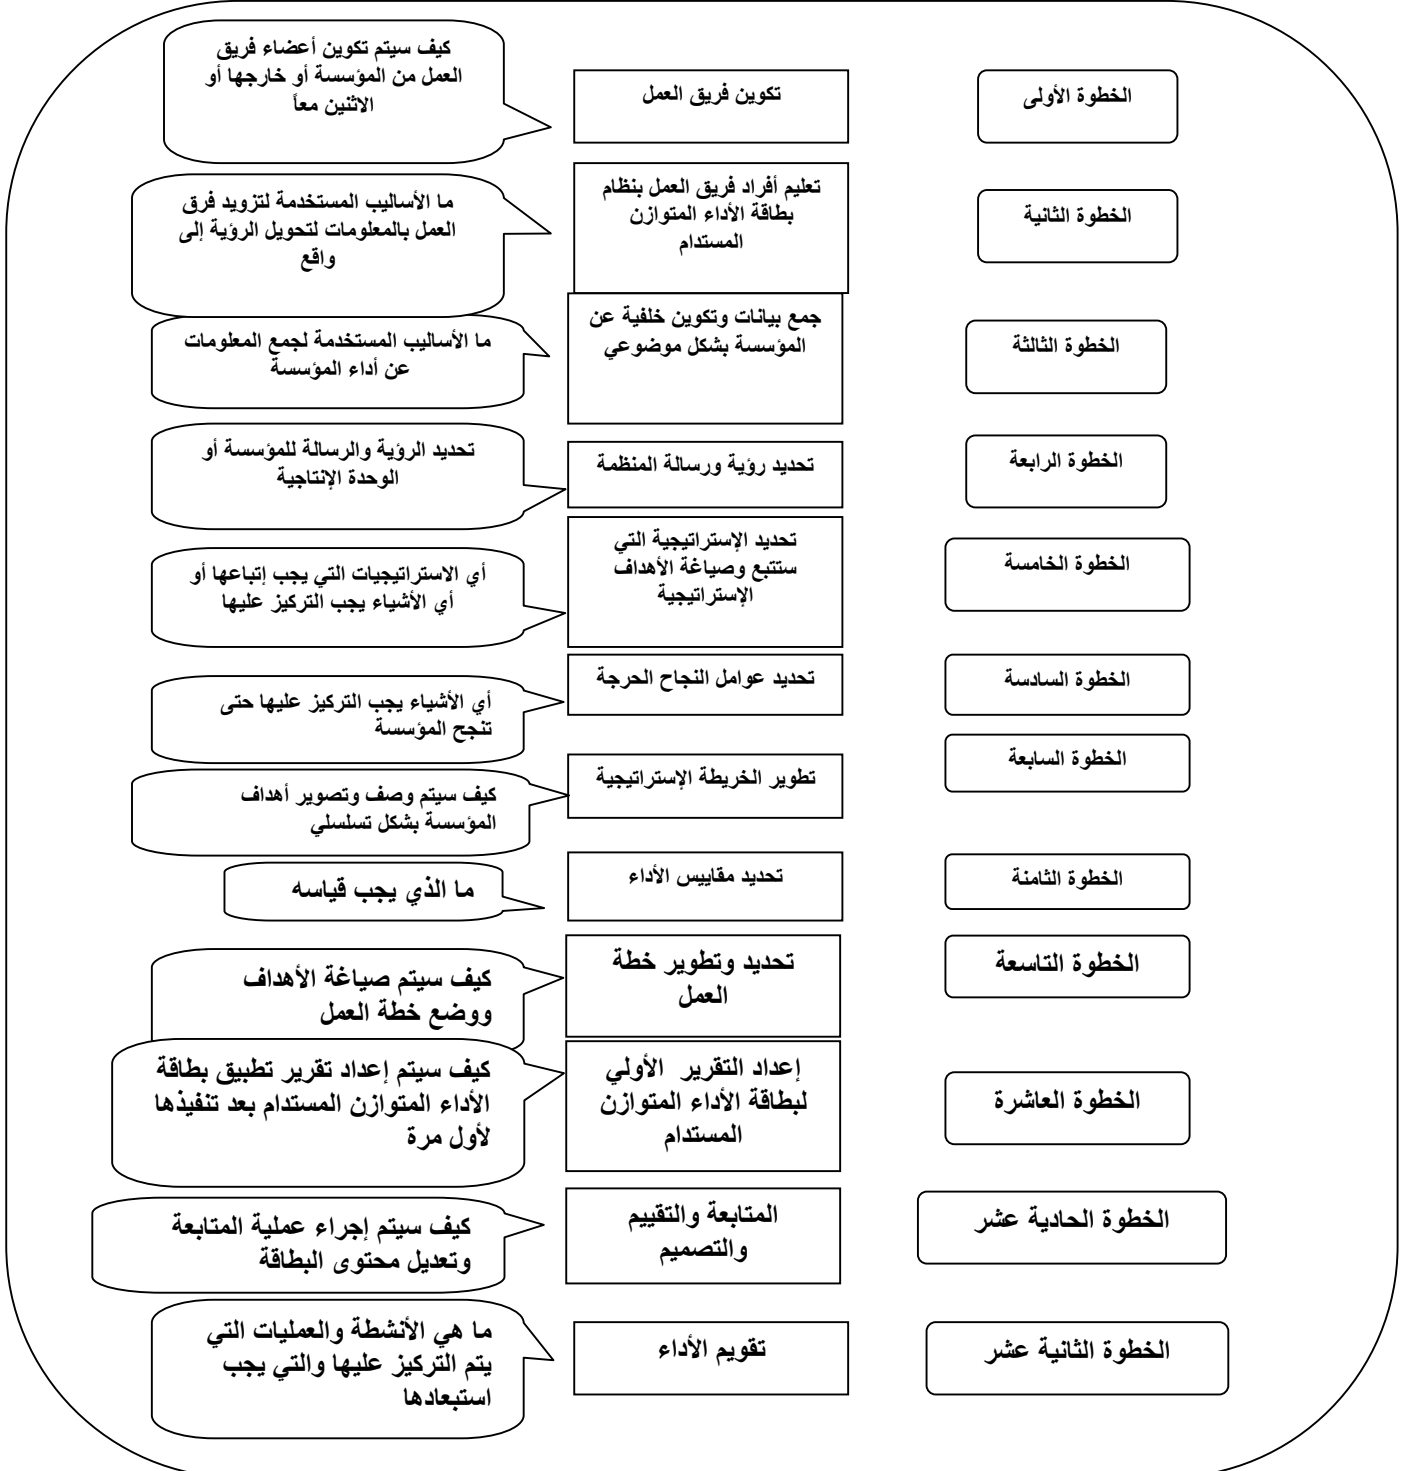 الخطوة الأولى
تكوين فريق العمل
كيف سيتم تكوين أعضاء فريق
العمل من المؤسسة أو خارجها أو
الاثنين معاً
الخطوة الثانية
تعليم أفراد فريق العمل بنظام
بطاقة الأداء المتوازن
المستدام
ما الأساليب المستخدمة لتزويد فرق
العمل بالمعلومات لتحويل الرؤية إلى
واقع
الخطوة الثالثة
جمع بيانات وتكوين خلفية عن
المؤسسة بشكل موضوعي
ما الأساليب المستخدمة لجمع المعلومات
عن أداء المؤسسة
الخطوة الرابعة
تحديد رؤية ورسالة المنظمة
تحديد الرؤية والرسالة للمؤسسة أو
الوحدة الإنتاجية
الخطوة الخامسة
تحديد الإستراتيجية التي
ستتبع وصياغة الأهداف
الإستراتيجية
أي الاستراتيجيات التي يجب إتباعها أو
أي الأشياء يجب التركيز عليها
الخطوة السادسة
تحديد عوامل النجاح الحرجة
أي الأشياء يجب التركيز عليها حتى
تنجح المؤسسة
الخطوة السابعة
تطوير الخريطة الإستراتيجية
كيف سيتم وصف وتصوير أهداف
المؤسسة بشكل تسلسلي
الخطوة الثامنة
تحديد مقاييس الأداء
ما الذي يجب قياسه
الخطوة التاسعة
تحديد وتطوير خطة
العمل
كيف سيتم صياغة الأهداف
ووضع خطة العمل
الخطوة العاشرة
إعداد التقرير الأولي
لبطاقة الأداء المتوازن
المستدام
كيف سيتم إعداد تقرير تطبيق بطاقة
الأداء المتوازن المستدام بعد تنفيذها
لأول مرة
الخطوة الحادية عشر
المتابعة والتقييم
والتصميم
كيف سيتم إجراء عملية المتابعة
وتعديل محتوى البطاقة
الخطوة الثانية عشر
تقويم الأداء
ما هي الأنشطة والعمليات التي
يتم التركيز عليها والتي يجب
استبعادها